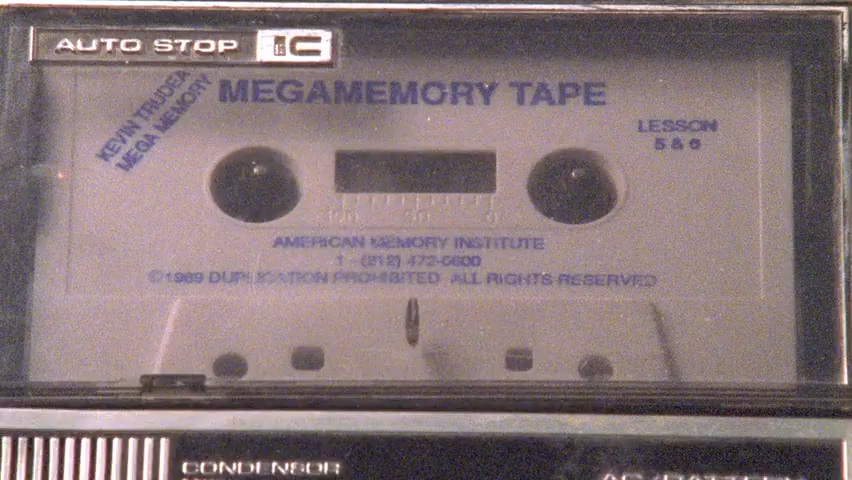 AUTO STOP IC
KEVIN TRUDEA
MEGA MEMORY
MEGAMEMORY TAPE
LESSON
5 & 6
AMERICAN MEMORY INSTITUTE
1 - (212) 472-0600
©1989 DUPLICATION PROHIBITED ALL RIGHTS RESERVED
CONDENSOR